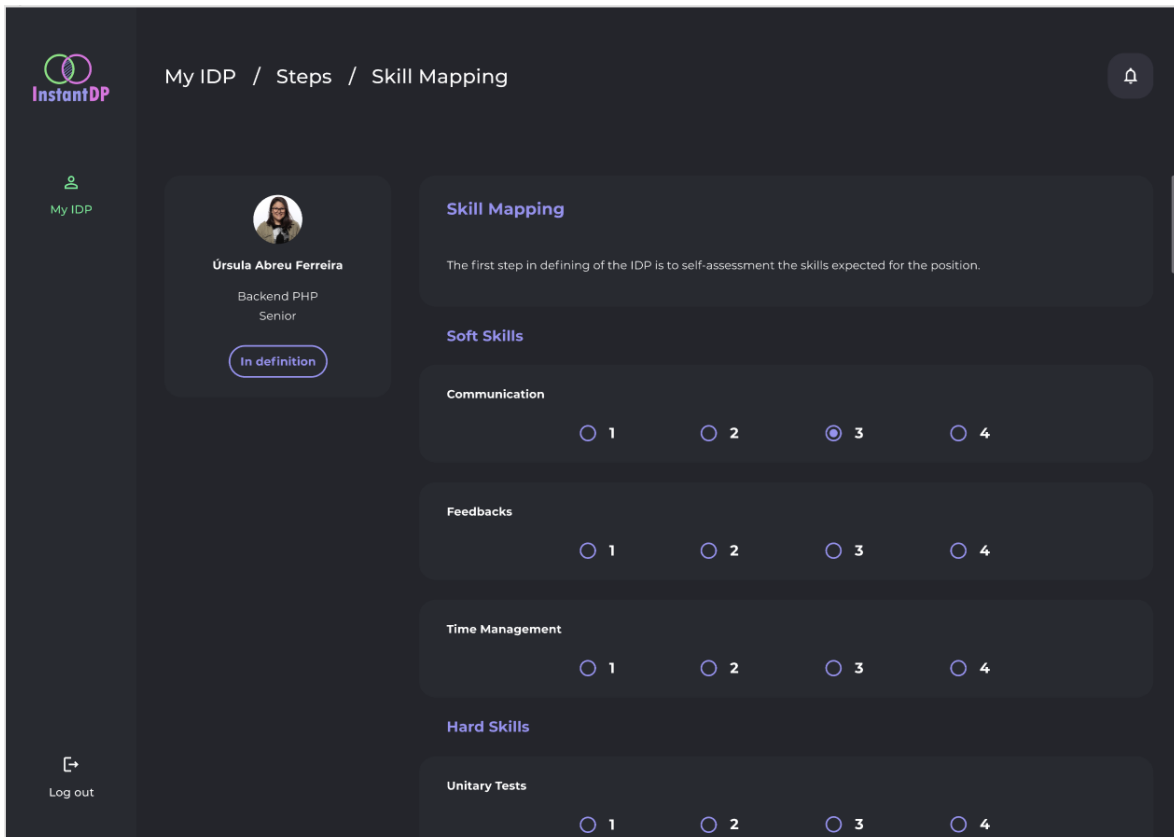 InstantDP
My IDP / Steps / Skill Mapping
My IDP
Úrsula Abreu Ferreira
Backend PHP
Senior
In definition
Skill Mapping
The first step in defining of the IDP is to self-assessment the skills expected for the position.
Soft Skills
Communication
1 2 3 4
Feedbacks
1 2 3 4
Time Management
1 2 3 4
Hard Skills
Unitary Tests
1 2 3 4
Log out